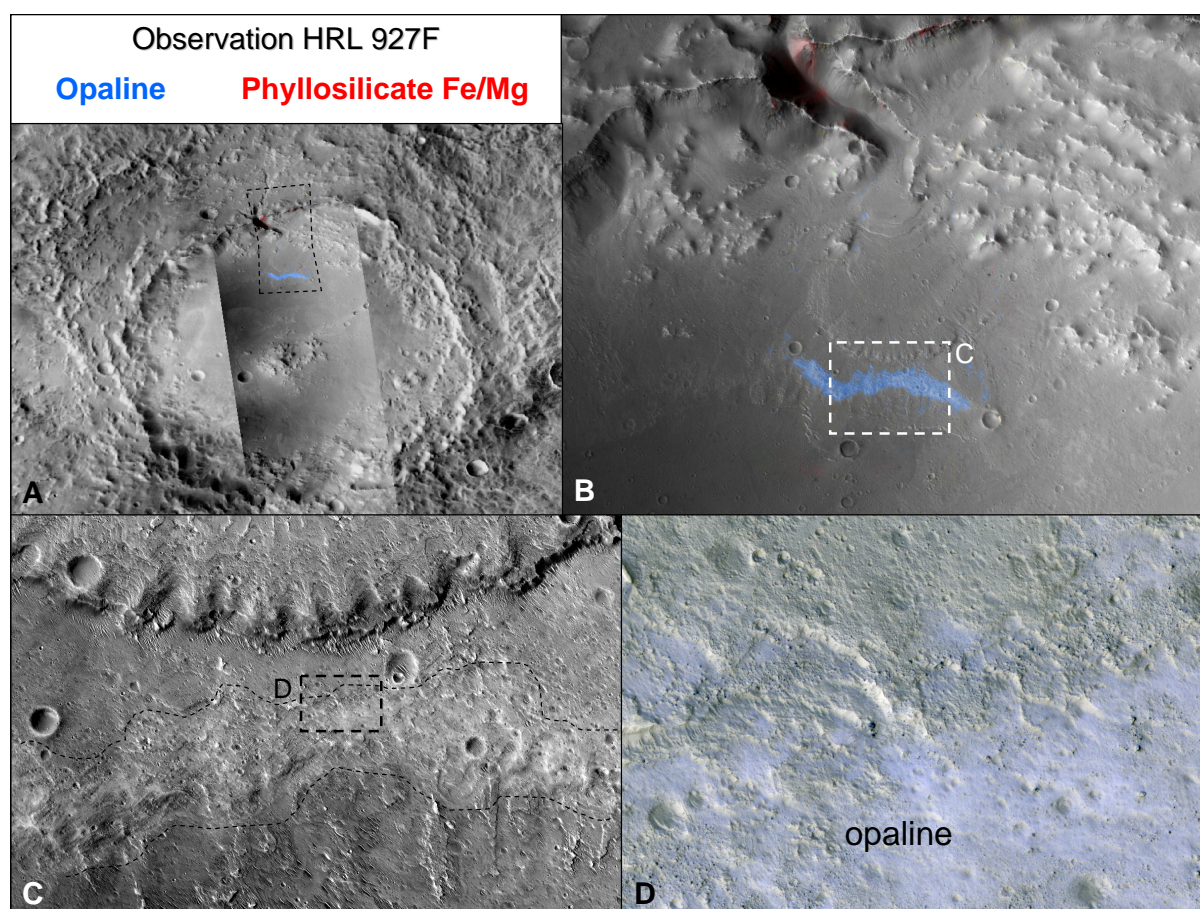 Observation HRL 927F
Opaline Phyllosilicate Fe/Mg
A
C
B
D
C
opaline
D